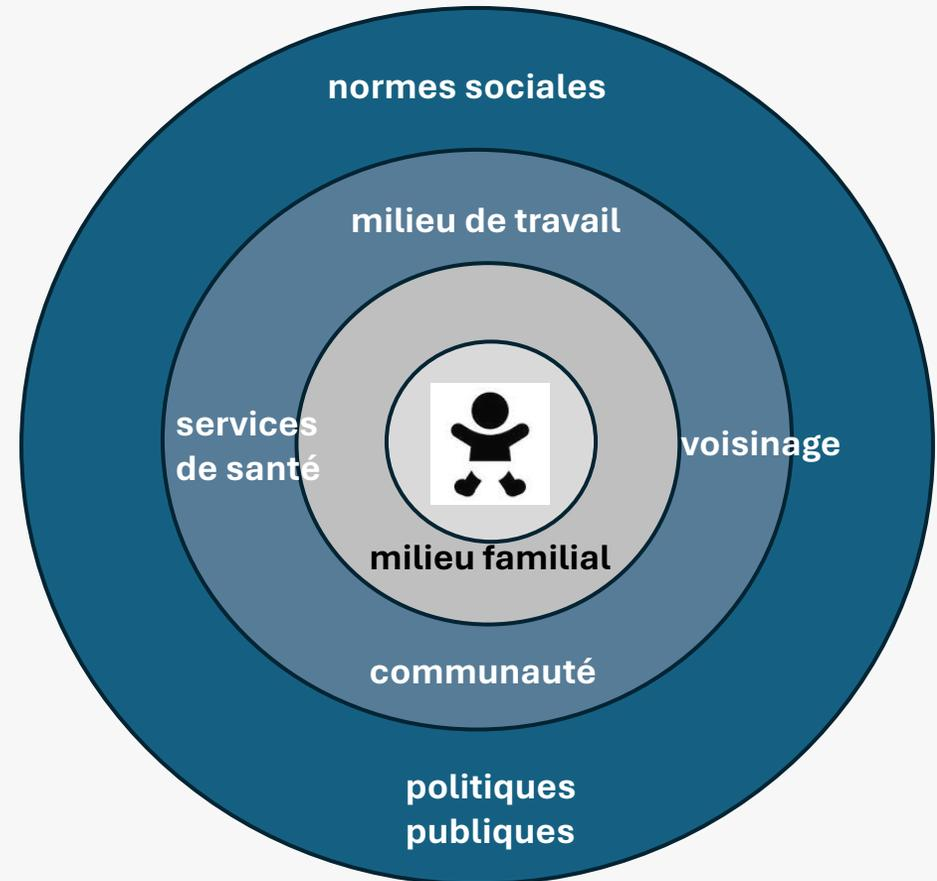 normes sociales
milieu de travail
services
de santé
voisinage
milieu familial
communauté
politiques
publiques